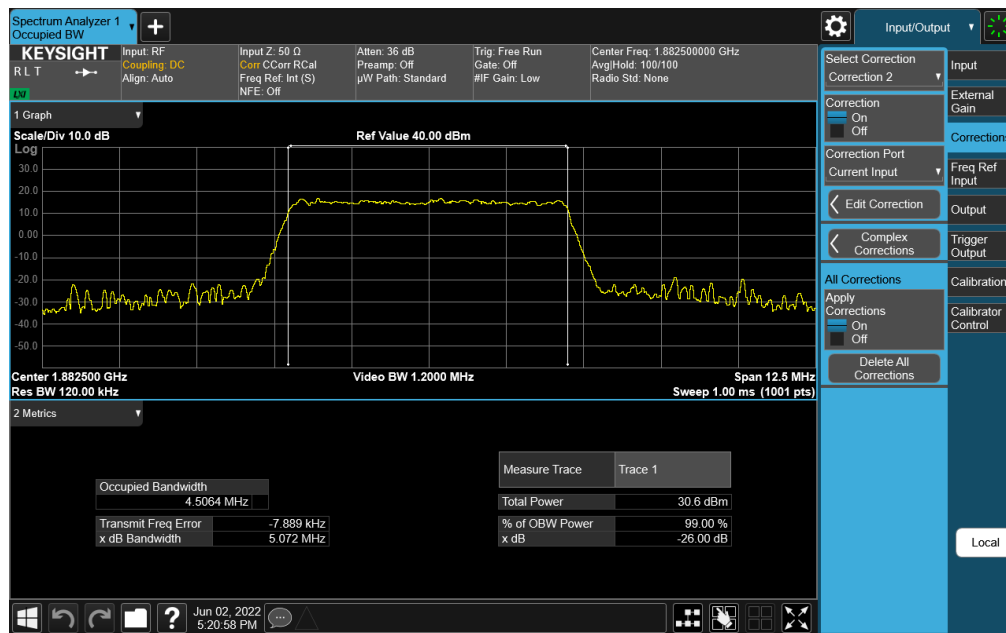 Spectrum Analyzer 1
Occupied BW
Input/Output
KEYSIGHT
R L T
LXI
Input: RF
Coupling: DC
Align: Auto
Input Z: 50 Ω
Corr CCorr RCal
Freq Ref: Int (S)
NFE: Off
Atten: 36 dB
Preamp: Off
µW Path: Standard
Trig: Free Run
Gate: Off
#IF Gain: Low
Center Freq: 1.882500000 GHz
Avg|Hold: 100/100
Radio Std: None
1 Graph
Scale/Div 10.0 dB
Ref Value 40.00 dBm
Log
30.0
20.0
10.0
0.00
-10.0
-20.0
-30.0
-40.0
-50.0
Center 1.882500 GHz
Video BW 1.2000 MHz
Span 12.5 MHz
Res BW 120.00 kHz
Sweep 1.00 ms (1001 pts)
2 Metrics
Occupied Bandwidth
4.5064 MHz
Transmit Freq Error -7.889 kHz
x dB Bandwidth 5.072 MHz
Measure Trace Trace 1
Total Power 30.6 dBm
% of OBW Power 99.00 %
x dB -26.00 dB
Select Correction
Correction 2
Correction
On
Off
Correction Port
Current Input
Edit Correction
Complex
Corrections
All Corrections
Apply
Corrections
On
Off
Delete All
Corrections
Input
External
Gain
Corrections
Freq Ref
Input
Output
Trigger
Output
Calibration
Calibrator
Control
Local
?
Jun 02, 2022
5:20:58 PM